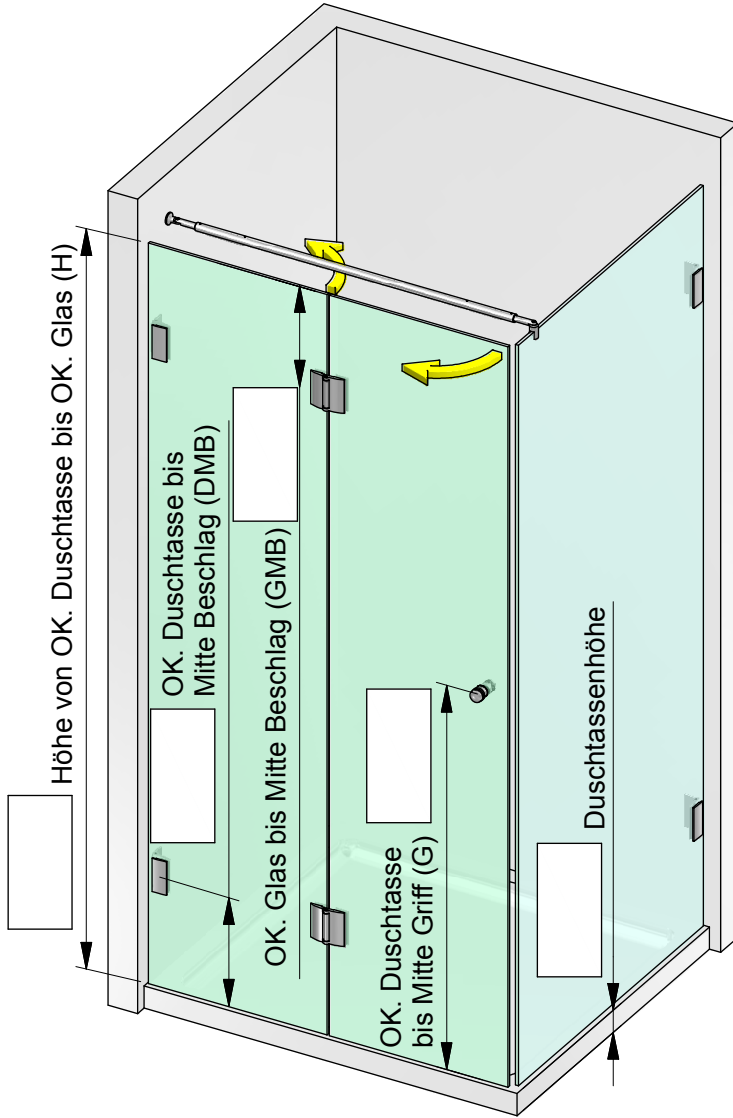 Höhe von OK. Duschtasse bis OK. Glas (H)
OK. Duschtasse bis
Mitte Beschlag (DMB)
OK. Glas bis Mitte Beschlag (GMB)
OK. Duschtasse
bis Mitte Griff (G)
Duschtassenhöhe